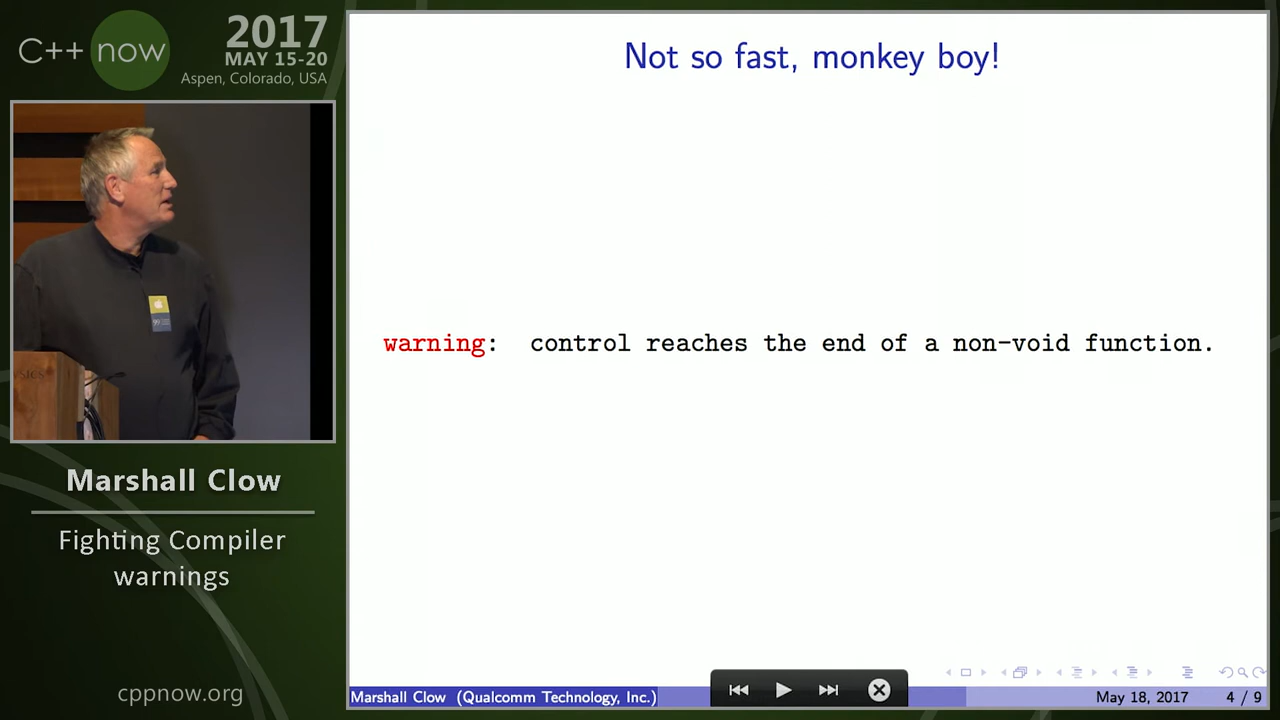 C++ now
2017
MAY 15-20
Aspen, Colorado, USA
Not so fast, monkey boy!
warning: control reaches the end of a non-void function.
Marshall Clow
Fighting Compiler
warnings
cppnow.org
Marshall Clow (Qualcomm Technology, Inc.)
May 18, 2017
4 / 9